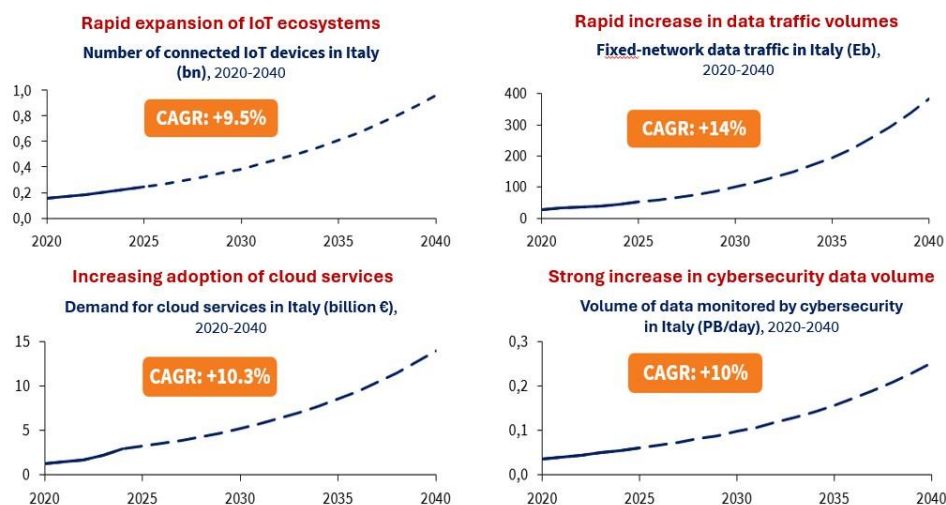 Rapid expansion of IoT ecosystems
Number of connected IoT devices in Italy
(bn), 2020-2040
1,0
0,8
0,6
0,4
0,2
0,0
CAGR: +9.5%
2020
2025
2030
2035
2040
Rapid increase in data traffic volumes
Fixed-network data traffic in Italy (Eb),
2020-2040
400
300
200
100
0
CAGR: +14%
2020
2025
2030
2035
2040
Increasing adoption of cloud services
Demand for cloud services in Italy (billion €),
2020-2040
15
10
5
0
CAGR: +10.3%
2020
2025
2030
2035
2040
Strong increase in cybersecurity data volume
Volume of data monitored by cybersecurity
in Italy (PB/day), 2020-2040
0,3
0,2
0,1
0,0
CAGR: +10%
2020
2025
2030
2035
2040